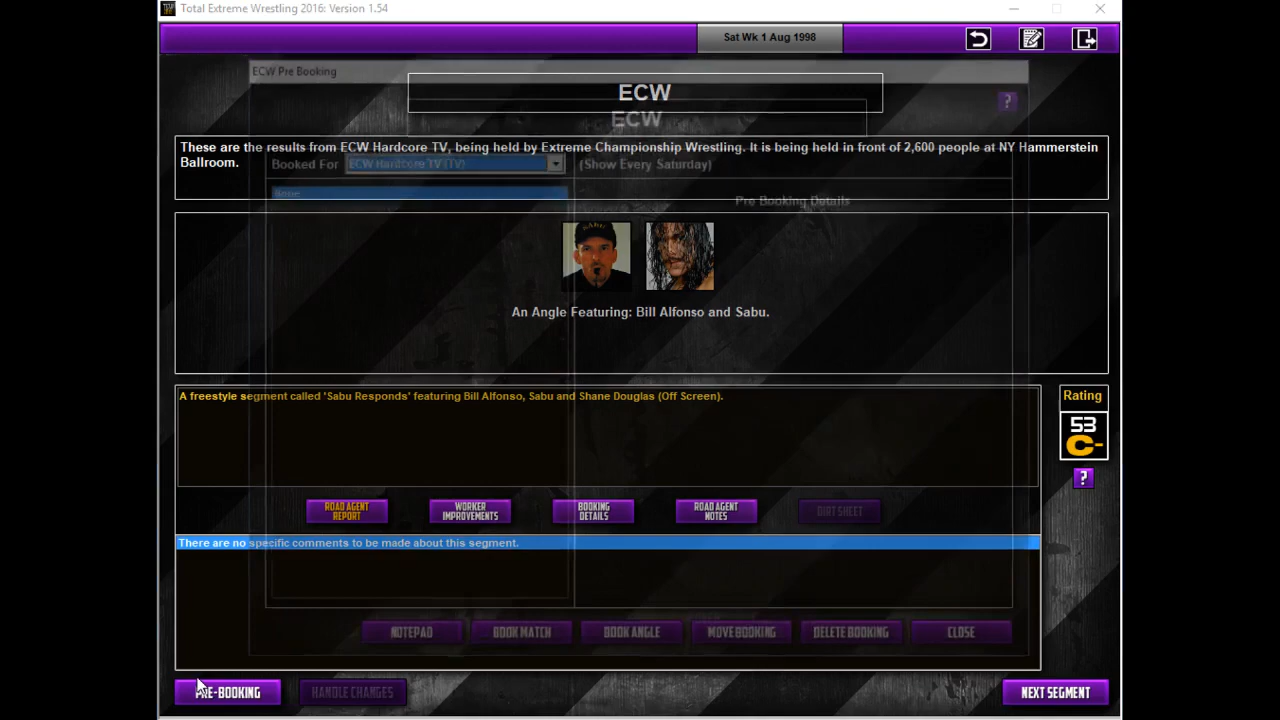 Total Extreme Wrestling 2016: Version 1.54
Sat Wk 1 Aug 1998
ECW Pre Booking
ECW
ECW
?
These are the results from ECW Hardcore TV, being held by Extreme Championship Wrestling. It is being held in front of 2,600 people at NY Hammerstein
Ballroom.
Booked For ECW Hardcore TV (TV) (Show Every Saturday)
None
Pre Booking Details
SABU
An Angle Featuring: Bill Alfonso and Sabu.
A freestyle segment called 'Sabu Responds' featuring Bill Alfonso, Sabu and Shane Douglas (Off Screen).
Rating
53
C-
?
ROAD AGENT
REPORT
WORKER
IMPROVEMENTS
BOOKING
DETAILS
ROAD AGENT
NOTES
DIRT SHEET
There are no specific comments to be made about this segment.
NOTEPAD BOOK MATCH BOOK ANGLE MOVE BOOKING DELETE BOOKING CLOSE
PRE-BOOKING HANDLE CHANGES NEXT SEGMENT